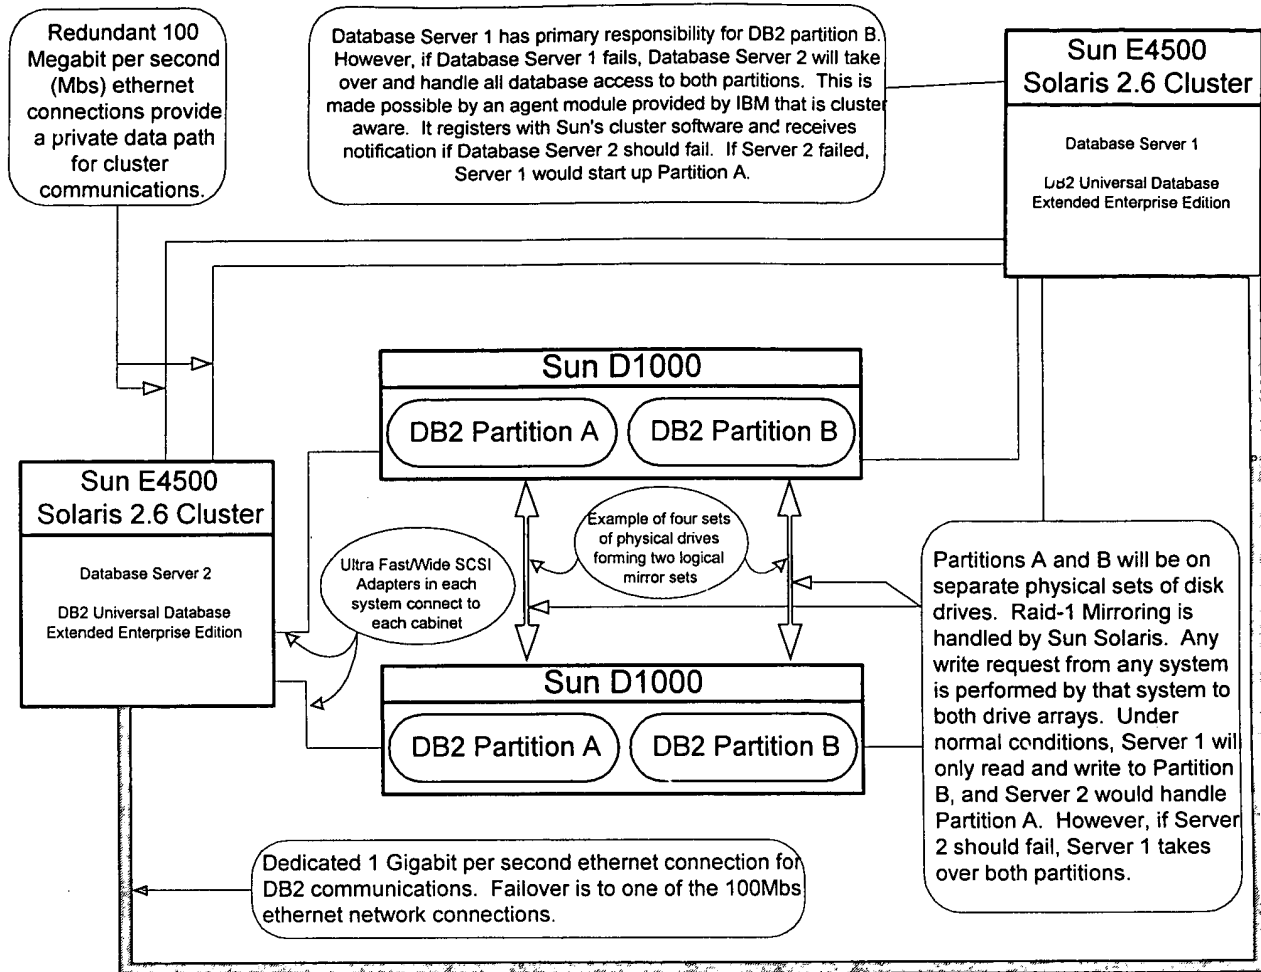 Redundant 100
Megabit per second
(Mbs) ethernet
connections provide
a private data path
for cluster
communications.
Database Server 1 has primary responsibility for DB2 partition B.
However, if Database Server 1 fails, Database Server 2 will take
over and handle all database access to both partitions. This is
made possible by an agent module provided by IBM that is cluster
aware. It registers with Sun's cluster software and receives
notification if Database Server 2 should fail. If Server 2 failed,
Server 1 would start up Partition A.
Sun E4500
Solaris 2.6 Cluster
Database Server 1
DB2 Universal Database
Extended Enterprise Edition
Sun D1000
DB2 Partition A
DB2 Partition B
Sun E4500
Solaris 2.6 Cluster
Database Server 2
DB2 Universal Database
Extended Enterprise Edition
Ultra Fast/Wide SCSI
Adapters in each
system connect to
each cabinet
Example of four sets
of physical drives
forming two logical
mirror sets
Partitions A and B will be on
separate physical sets of disk
drives. Raid-1 Mirroring is
handled by Sun Solaris. Any
write request from any system
is performed by that system to
both drive arrays. Under
normal conditions, Server 1 will
only read and write to Partition
B, and Server 2 would handle
Partition A. However, if Server
2 should fail, Server 1 takes
over both partitions.
Sun D1000
DB2 Partition A
DB2 Partition B
Dedicated 1 Gigabit per second ethernet connection for
DB2 communications. Failover is to one of the 100Mbs
ethernet network connections.